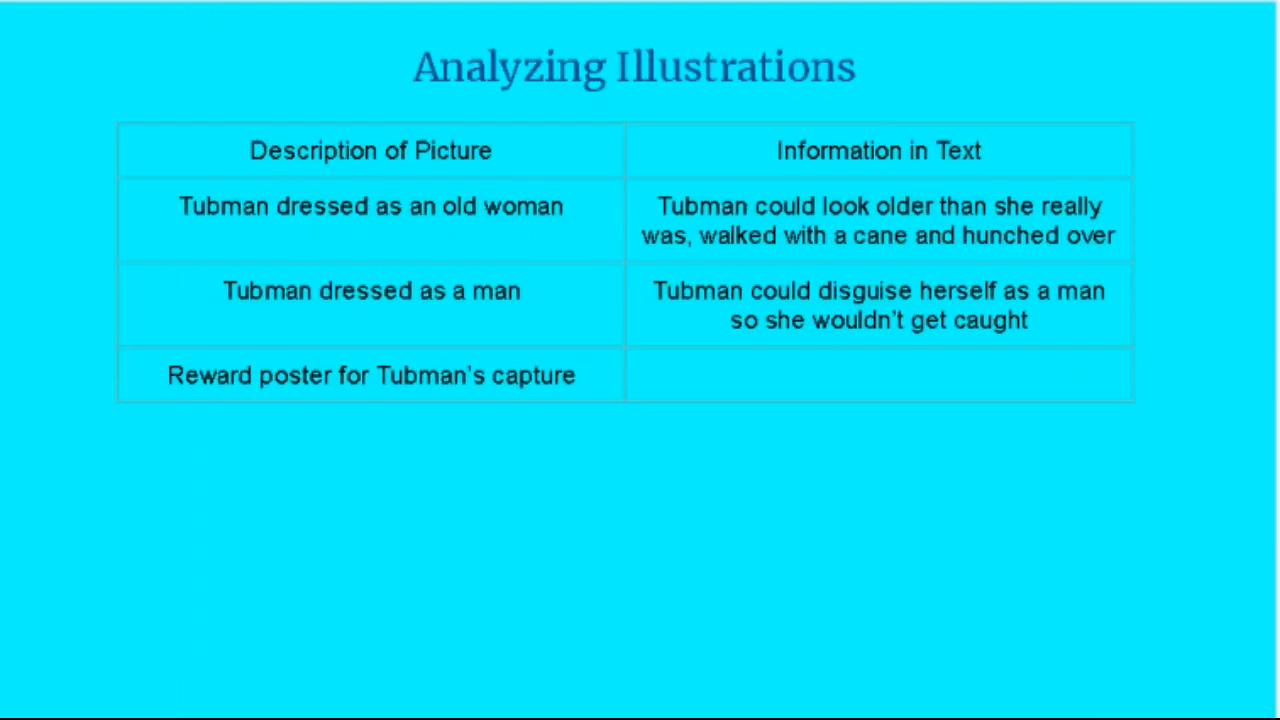 Analyzing Illustrations
Description of Picture
Information in Text
Tubman dressed as an old woman
Tubman could look older than she really
was, walked with a cane and hunched over
Tubman dressed as a man
Tubman could disguise herself as a man
so she wouldn't get caught
Reward poster for Tubman's capture